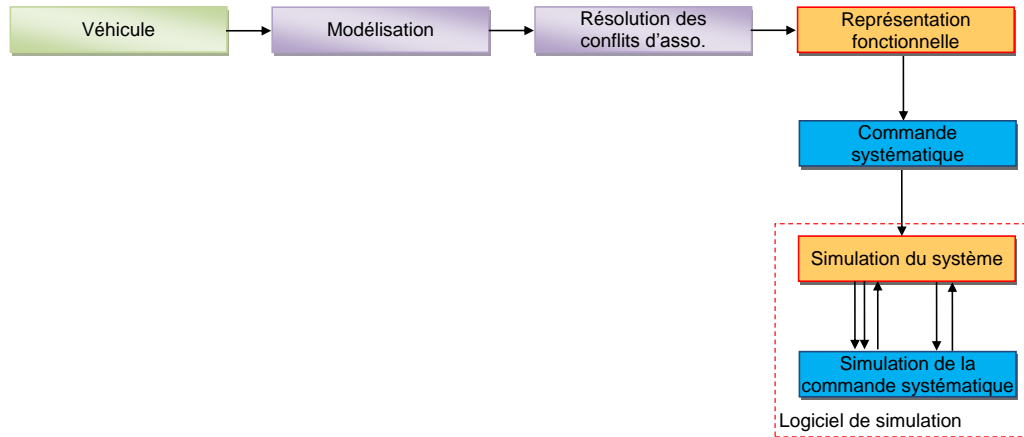 Véhicule
Modélisation
Résolution des
conflits d'asso.
Représentation
fonctionnelle
Commande
systématique
Simulation du système
Simulation de la
commande systématique
Logiciel de simulation